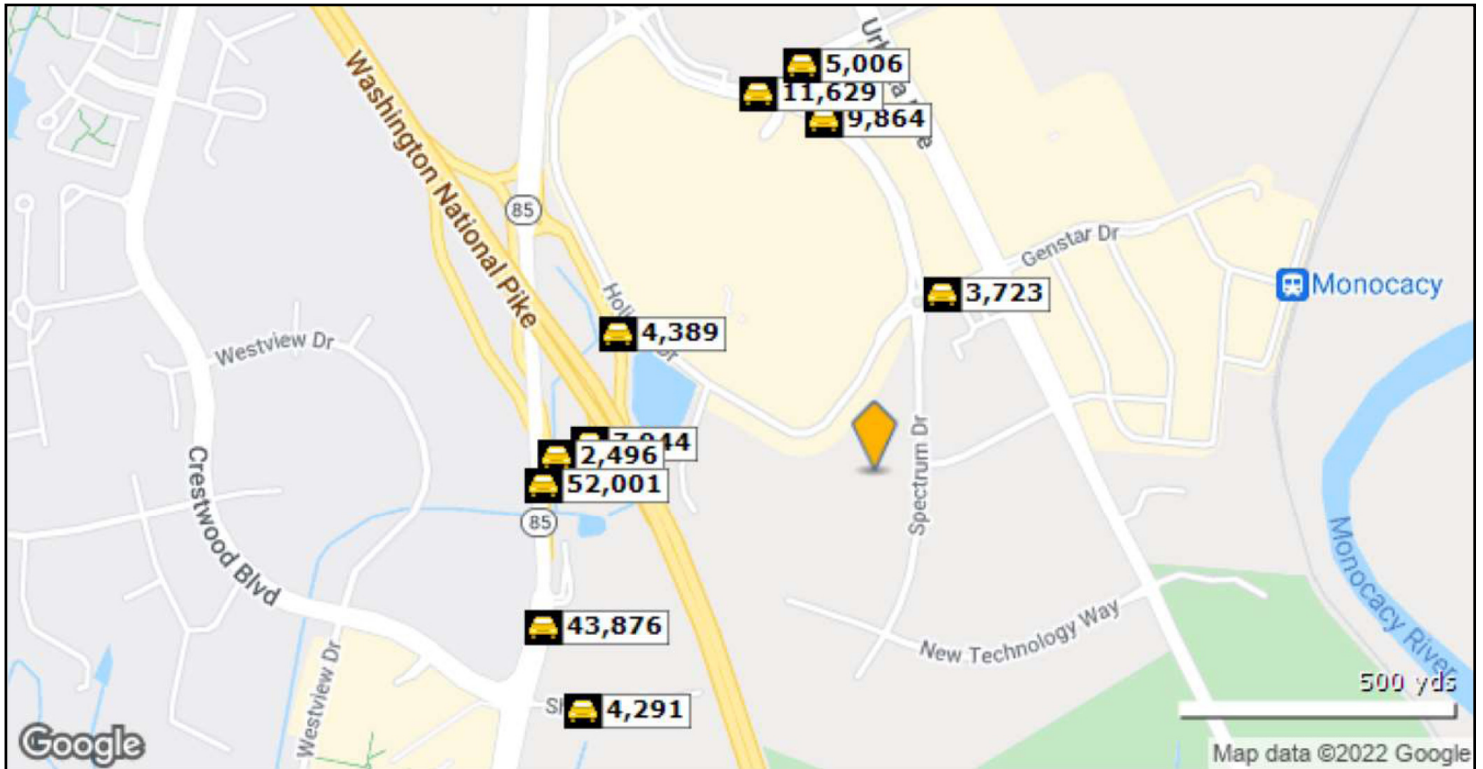 5,006
11,629
9,864
Washington National Pike
85
Genstar Dr
3,723
Monocacy
4,389
Westview Dr
2,496
52,001
85
Spectrum Dr
Crestwood Blvd
Monocacy River
43,876
New Technology Way
4,291
Westview Dr
500 yds
Google
Map data ©2022 Google